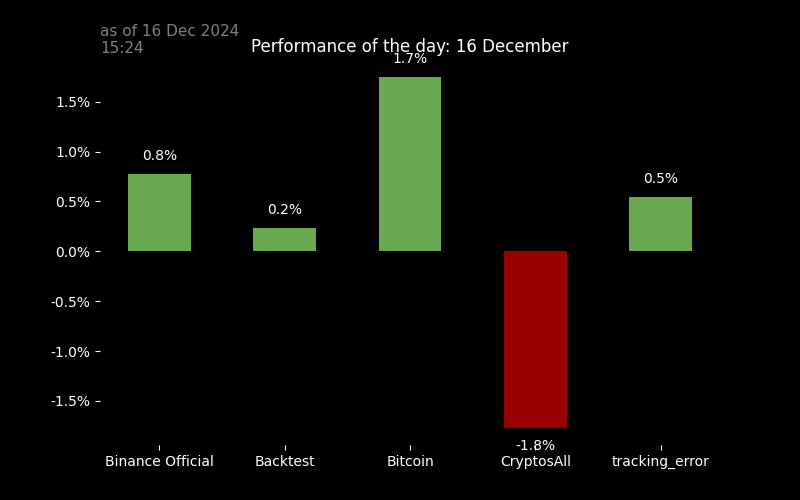 as of 16 Dec 2024
15:24
Performance of the day: 16 December
1.7%
1.5%
1.0%
0.8%
0.5%
0.5%
0.2%
0.0%
-0.5%
-1.0%
-1.5%
-1.8%
Binance Official
Backtest
Bitcoin
CryptosAll
tracking_error